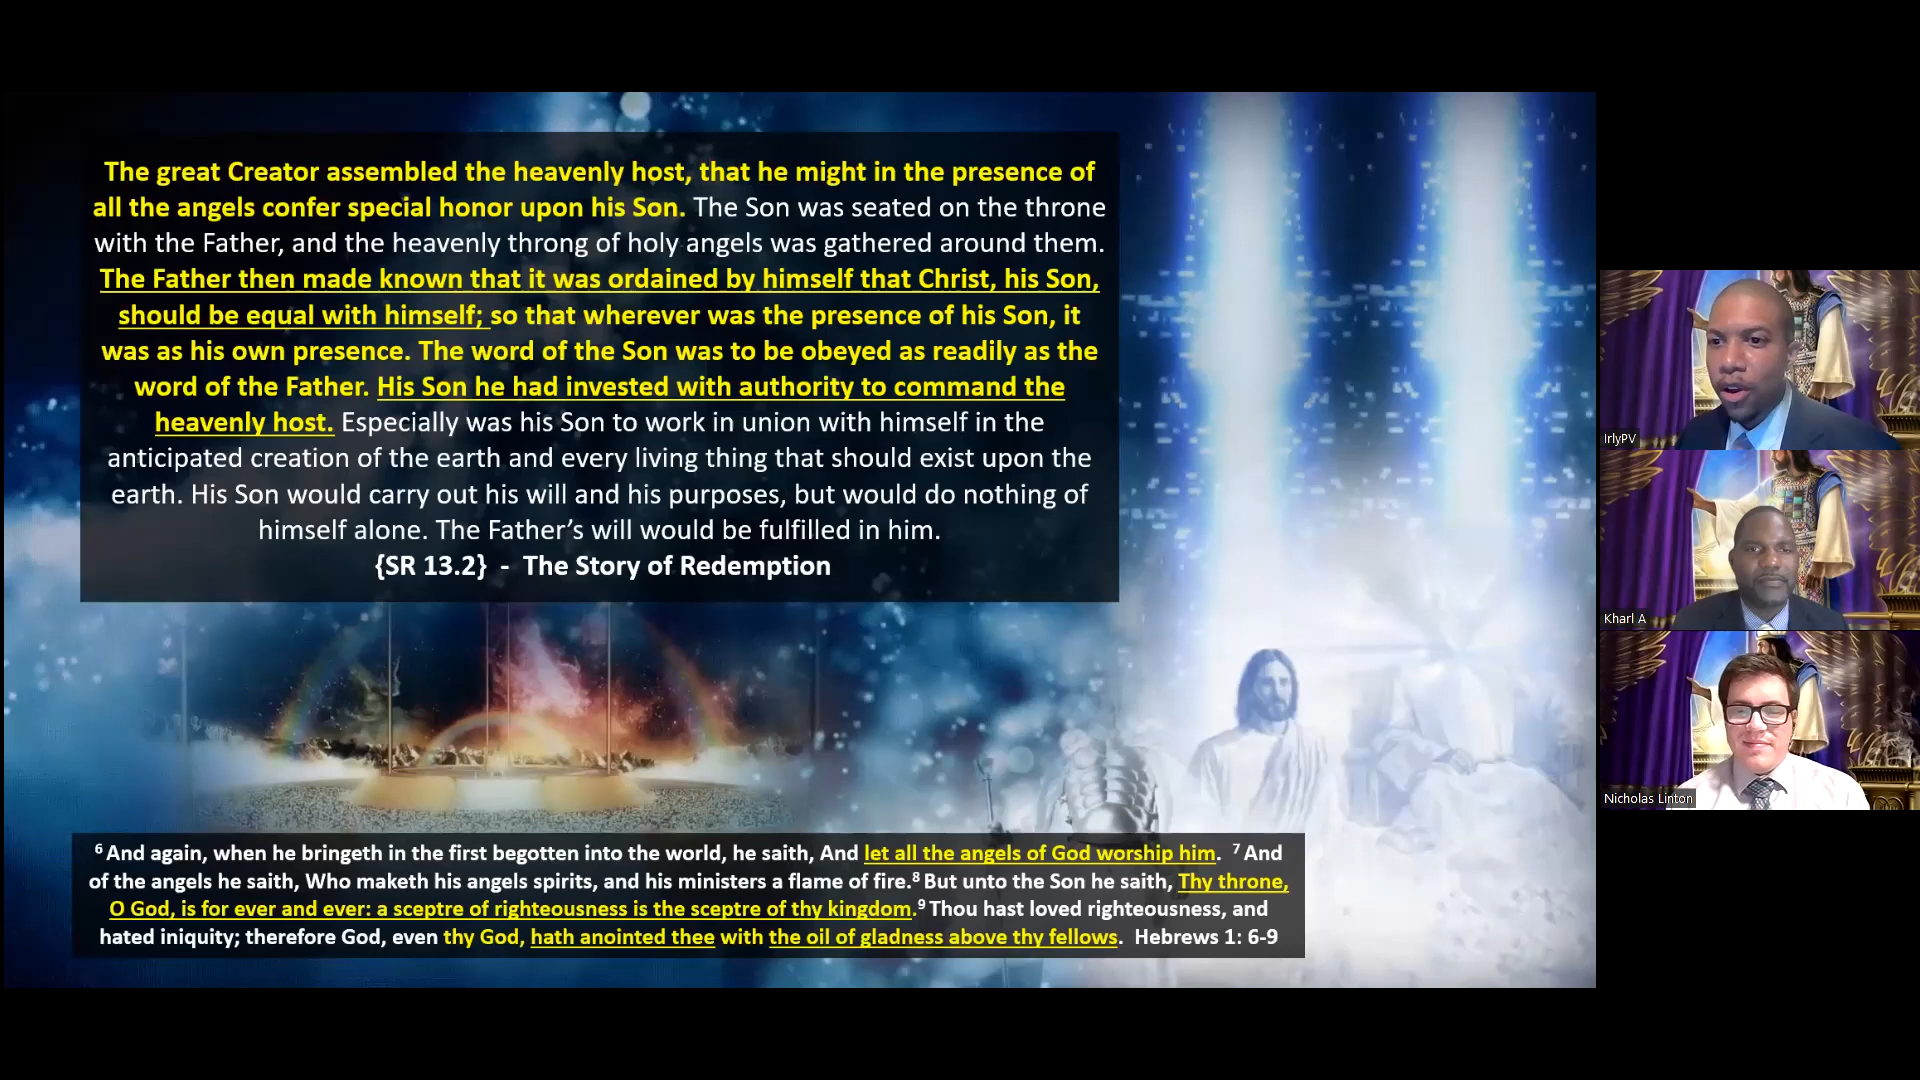 The great Creator assembled the heavenly host, that he might in the presence of
all the angels confer special honor upon his Son. The Son was seated on the throne
with the Father, and the heavenly throng of holy angels was gathered around them.
The Father then made known that it was ordained by himself that Christ, his Son,
should be equal with himself; so that wherever was the presence of his Son, it
was as his own presence. The word of the Son was to be obeyed as readily as the
word of the Father. His Son he had invested with authority to command the
heavenly host. Especially was his Son to work in union with himself in the
anticipated creation of the earth and every living thing that should exist upon the
earth. His Son would carry out his will and his purposes, but would do nothing of
himself alone. The Father’s will would be fulfilled in him.
{SR 13.2} - The Story of Redemption
6 And again, when he bringeth in the first begotten into the world, he saith, And let all the angels of God worship him. 7 And
of the angels he saith, Who maketh his angels spirits, and his ministers a flame of fire.8 But unto the Son he saith, Thy throne,
O God, is for ever and ever: a sceptre of righteousness is the sceptre of thy kingdom.9 Thou hast loved righteousness, and
hated iniquity; therefore God, even thy God, hath anointed thee with the oil of gladness above thy fellows. Hebrews 1: 6-9
IrlyPV
Kharl A
Nicholas Linton